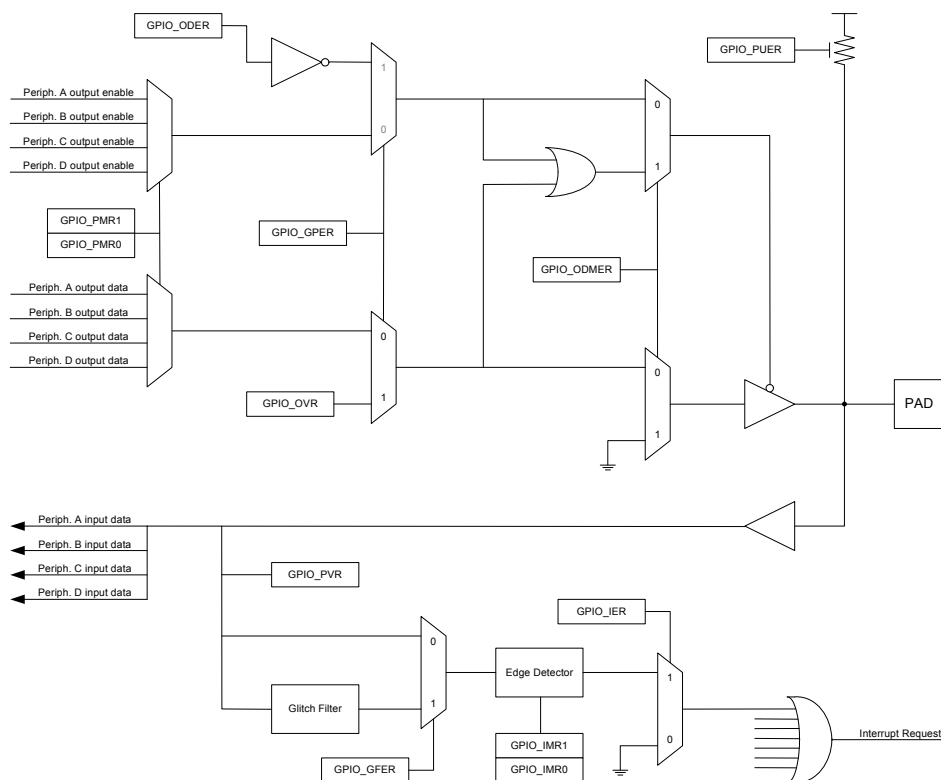 GPIO_ODER
GPIO_PUER
1
0
Periph. A output enable
Periph. B output enable
Periph. C output enable
Periph. D output enable
0
1
GPIO_PMR1
GPIO_PMR0
GPIO_GPER
GPIO_ODMER
Periph. A output data
Periph. B output data
Periph. C output data
Periph. D output data
0
1
GPIO_OVR
0
1
PAD
Periph. A input data
Periph. B input data
Periph. C input data
Periph. D input data
GPIO_PVR
GPIO_IER
0
1
Glitch Filter
Edge Detector
1
0
GPIO_GFER
GPIO_IMR1
GPIO_IMR0
Interrupt Request